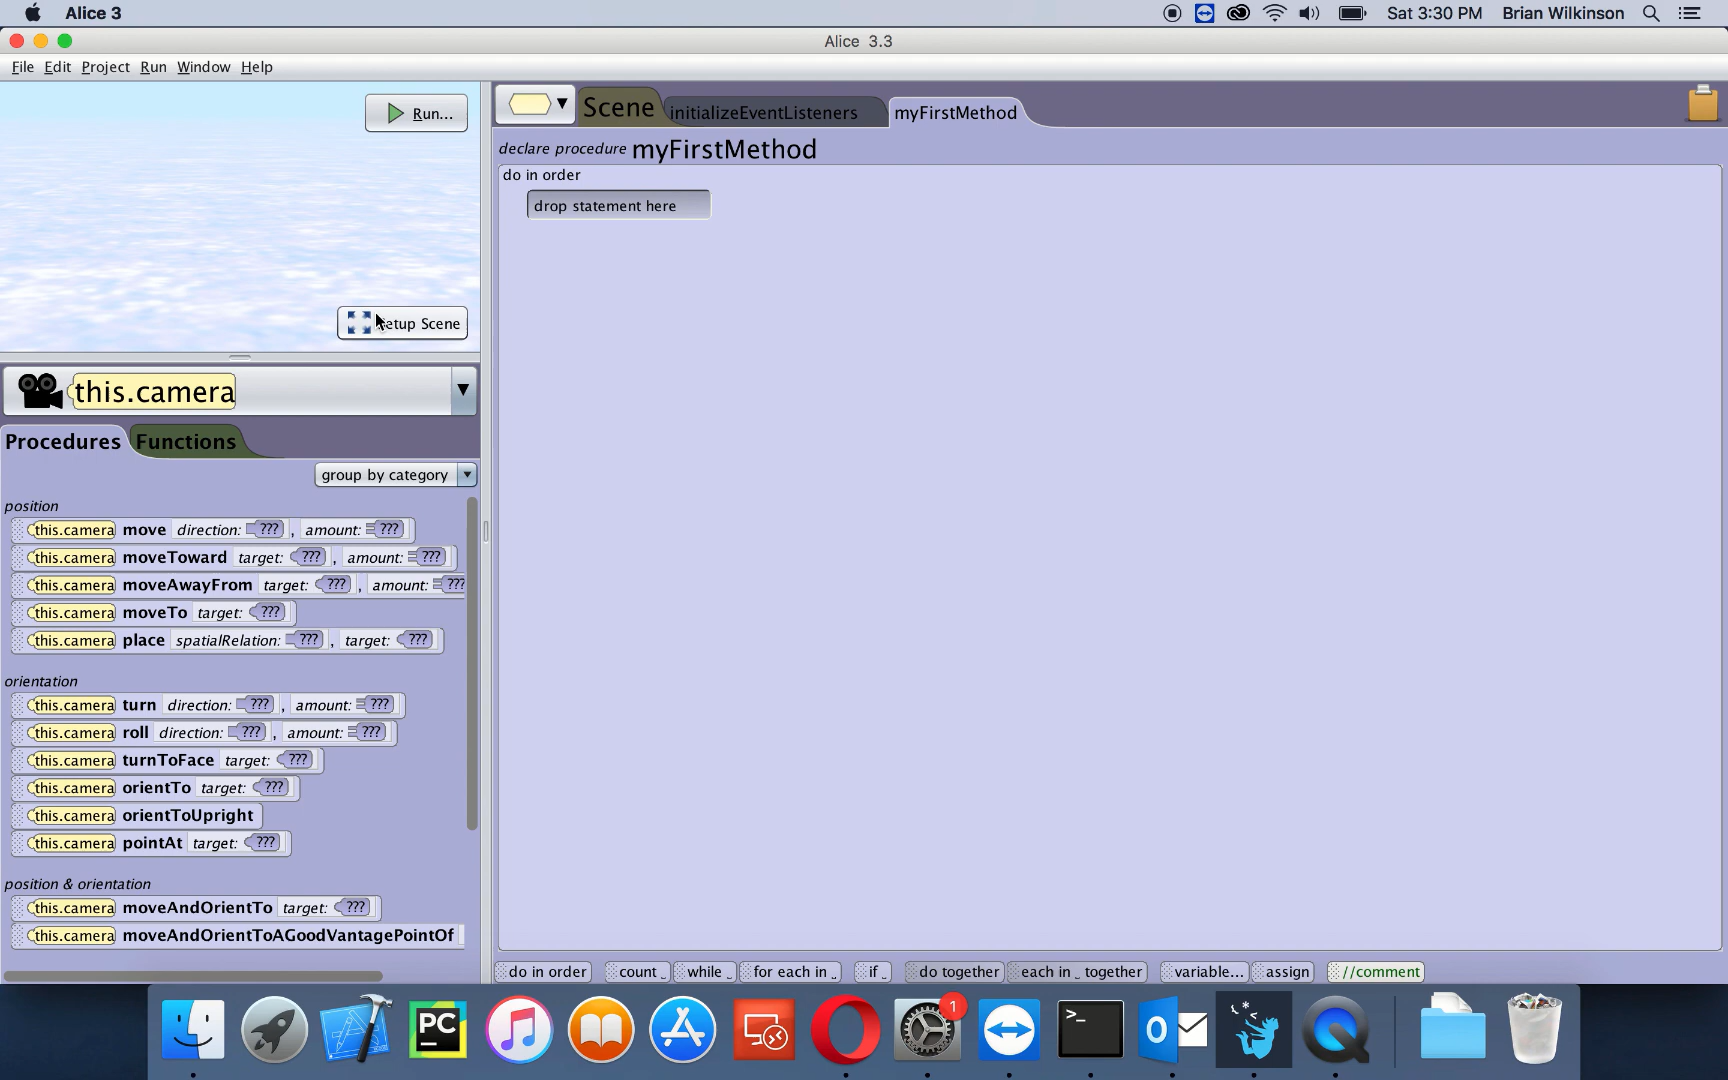 Alice 3
Sat 3:30 PM
Brian Wilkinson
Alice 3.3
File Edit Project Run Window Help
Run...
etup Scene
this.camera
Procedures Functions
group by category
position
this.camera move direction: ??? , amount: ???
this.camera moveToward target: ??? , amount: ???
this.camera moveAwayFrom target: ??? , amount: ???
this.camera moveTo target: ???
this.camera place spatialRelation: ??? , target: ???
orientation
this.camera turn direction: ??? , amount: ???
this.camera roll direction: ??? , amount: ???
this.camera turnToFace target: ???
this.camera orientTo target: ???
this.camera orientToUpright
this.camera pointAt target: ???
position & orientation
this.camera moveAndOrientTo target: ???
this.camera moveAndOrientToAGoodVantagePointOf
Scene initializeEventListeners myFirstMethod
declare procedure myFirstMethod
do in order
drop statement here
do in order count _ while _ for each in _ if _ do together each in _ together variable... assign //comment
PC
>_
O
1